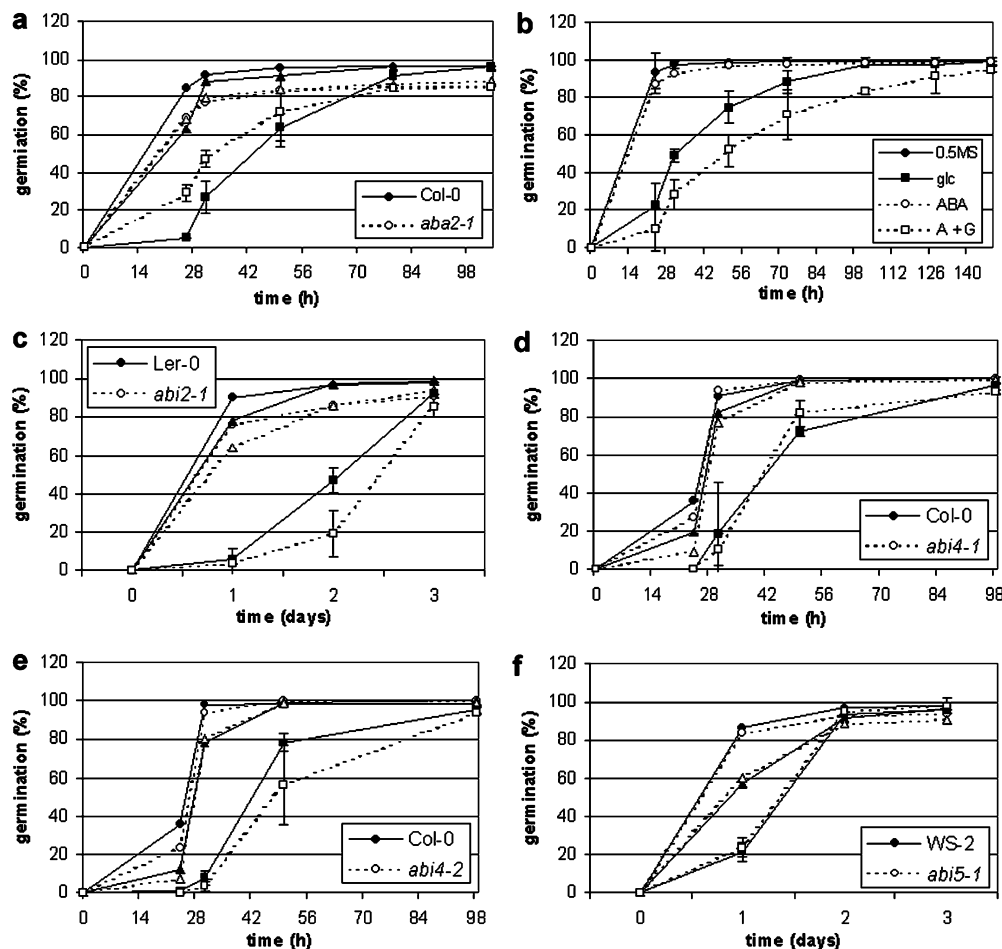 a
germiation (%)
120
100
80
60
40
20
0
Col-0
aba2-1
0 14 28 42 56 70 84 98
time (h)
b
germination (%)
120
100
80
60
40
20
0
0.5MS
glc
ABA
A +G
0 14 28 42 56 70 84 98 112 126 140
time (h)
c
germination (%)
120
100
80
60
40
20
0
Ler-0
abi2-1
0 1 2 3
time (days)
d
germination (%)
120
100
80
60
40
20
0
Col-0
abi4-1
0 14 28 42 56 70 84 98
time (h)
e
germination (%)
120
100
80
60
40
20
0
Col-0
abi4-2
0 14 28 42 56 70 84 98
time (h)
f
germination (%)
120
100
80
60
40
20
0
WS-2
abi5-1
0 1 2 3
time (days)